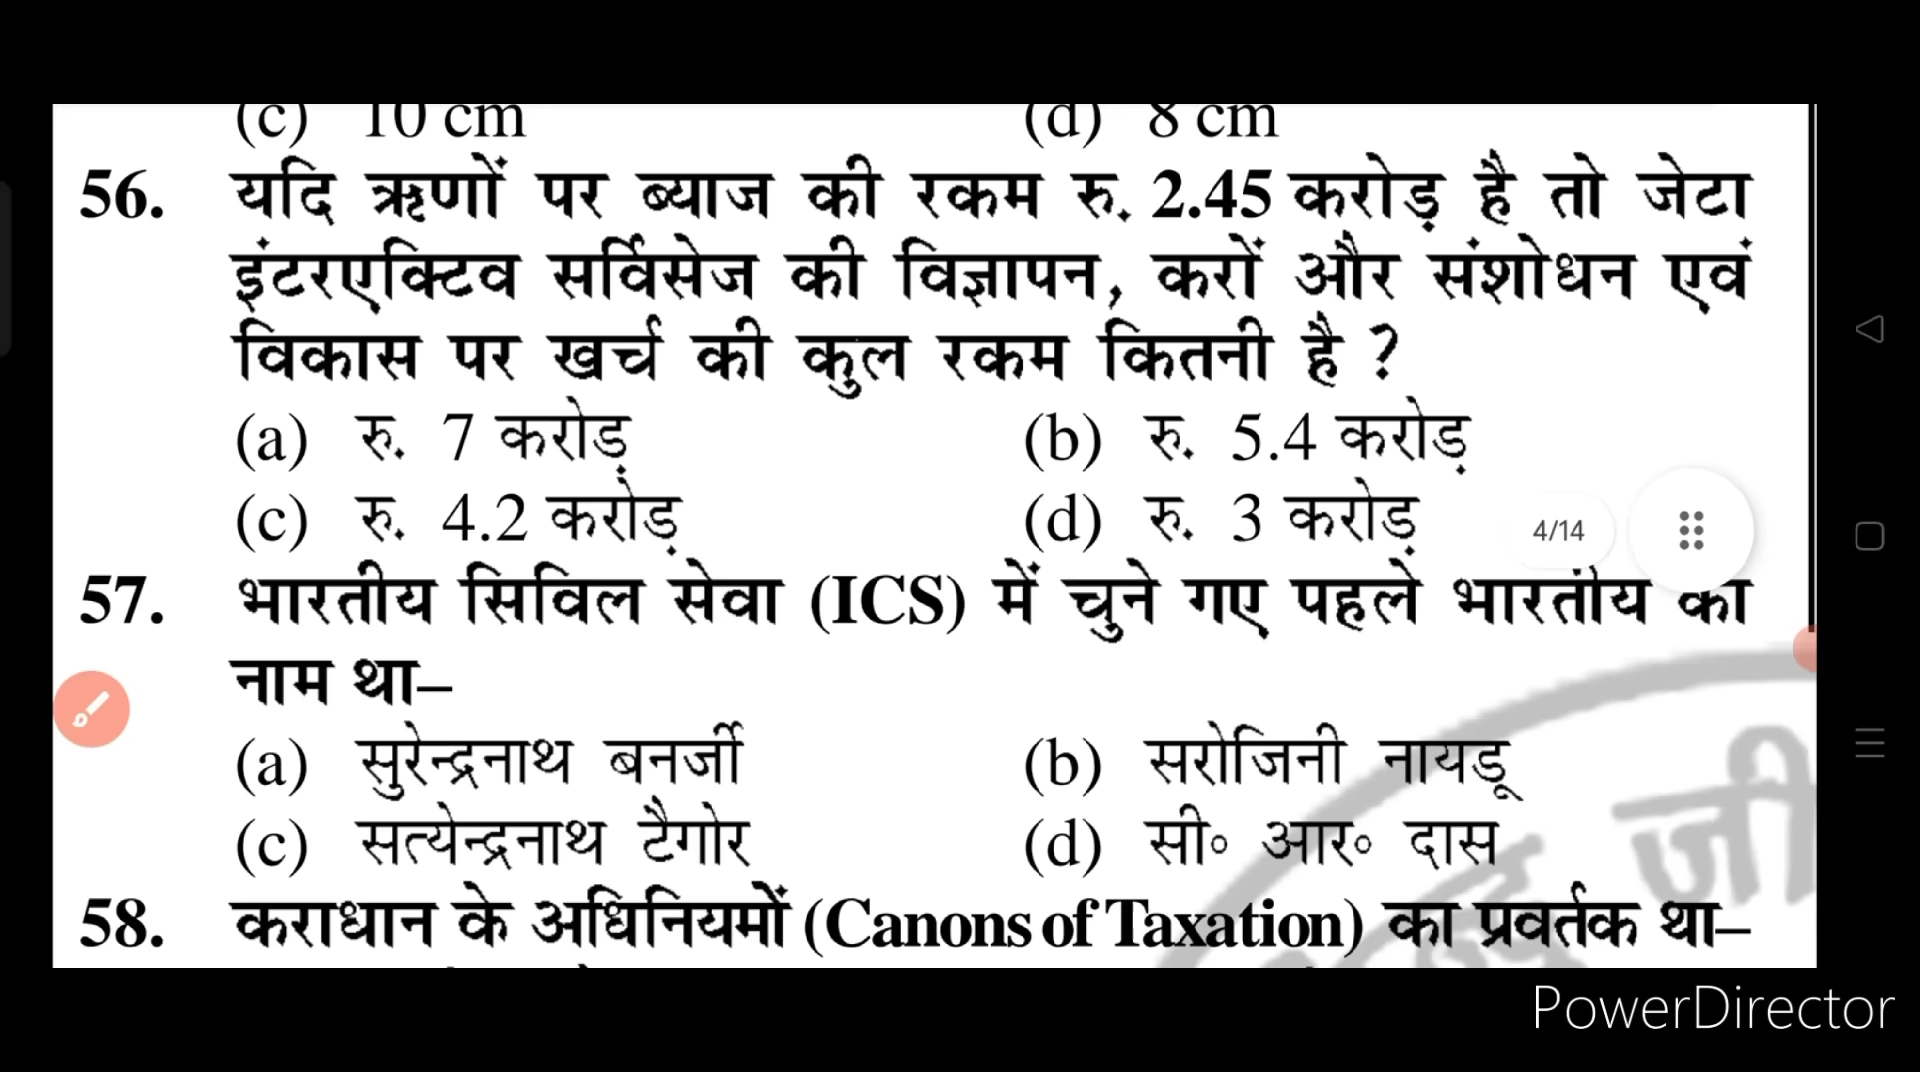 (c) 10 cm (d) 8 cm
56. यदि ऋणों पर ब्याज की रकम रु. 2.45 करोड़ है तो जेटा
इंटरएक्टिव सर्विसेज की विज्ञापन, करों और संशोधन एवं
विकास पर खर्च की कुल रकम कितनी है ?
(a) रु. 7 करोड़ (b) रु. 5.4 करोड़
(c) रु. 4.2 करोड़ (d) रु. 3 करोड़
4/14
57. भारतीय सिविल सेवा (ICS) में चुने गए पहले भारतीय का
नाम था–
(a) सुरेन्द्रनाथ बनर्जी (b) सरोजिनी नायडू
(c) सत्येन्द्रनाथ टैगोर (d) सी० आर० दास
जी
58. कराधान के अधिनियमों (Canons of Taxation) का प्रवर्तक था–
PowerDirector